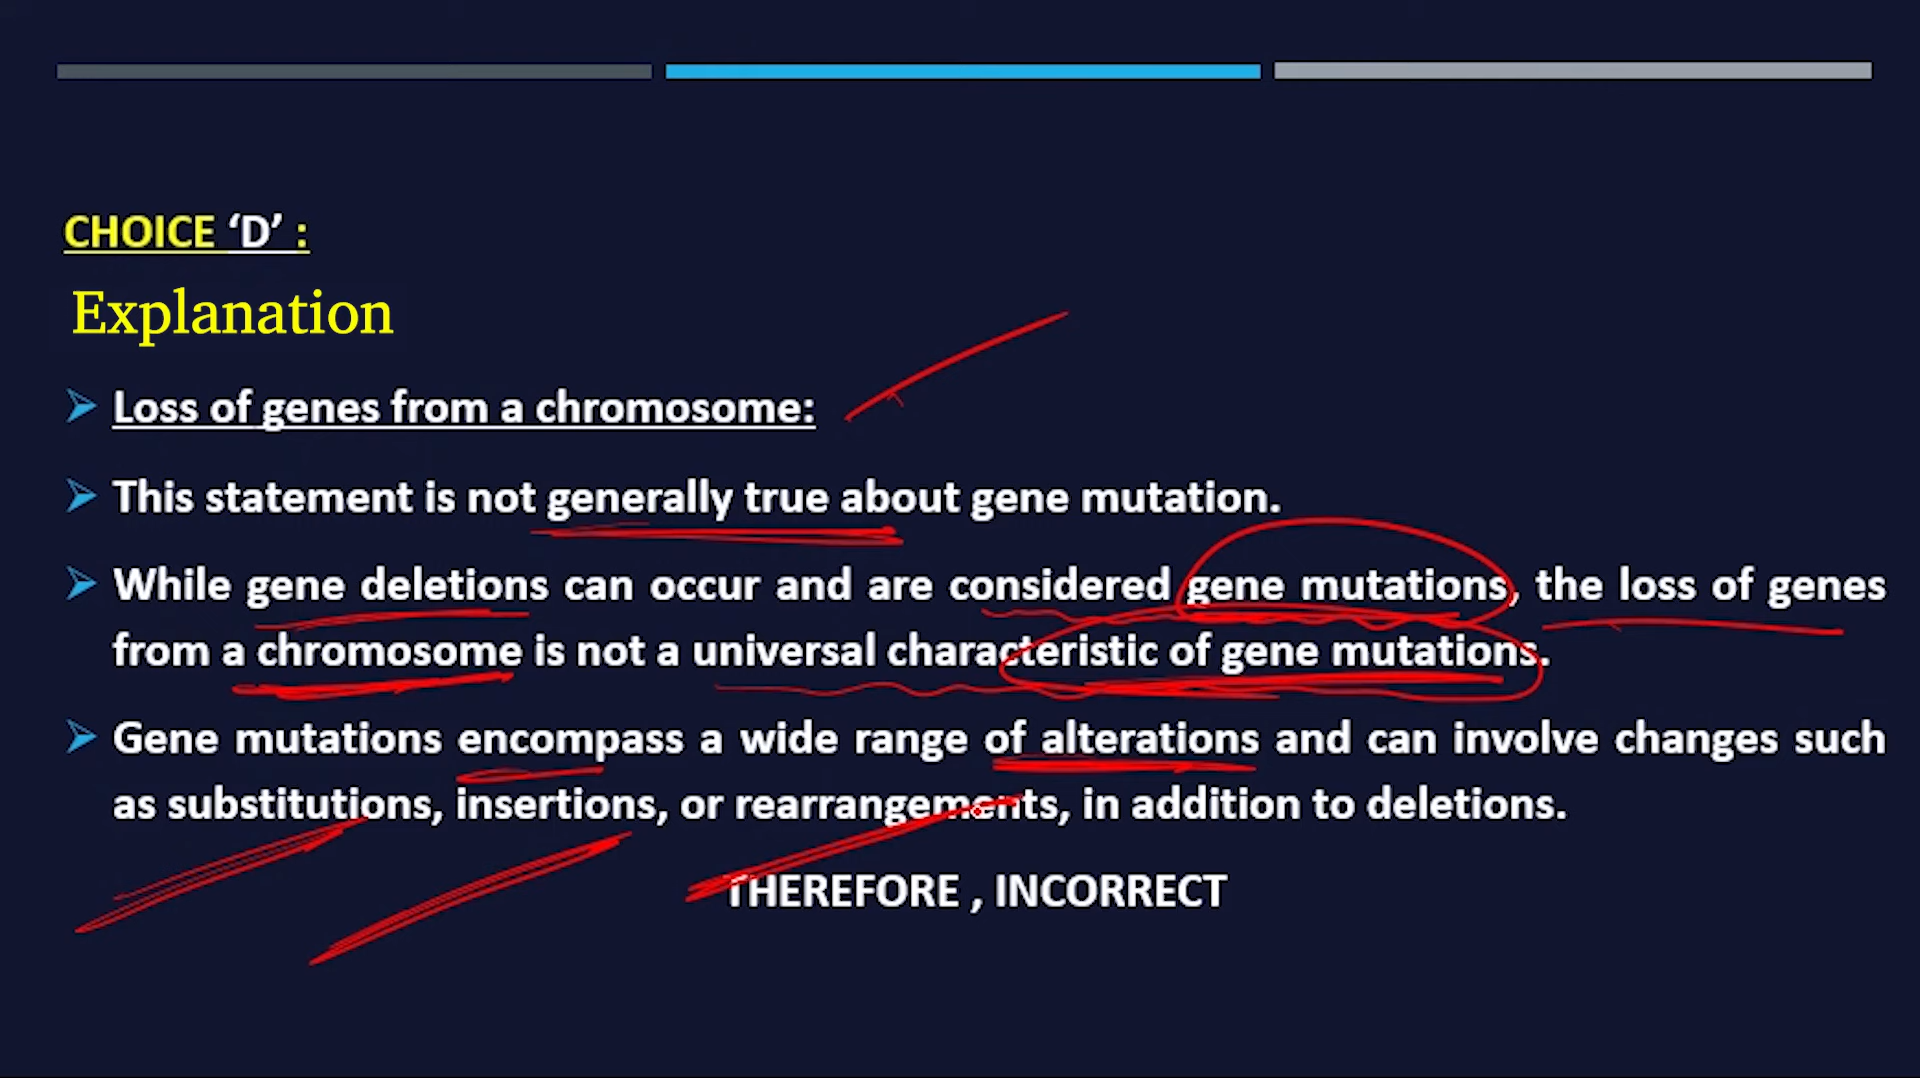 CHOICE ‘D’ :
Explanation
Loss of genes from a chromosome:
This statement is not generally true about gene mutation.
While gene deletions can occur and are considered gene mutations, the loss of genes
from a chromosome is not a universal characteristic of gene mutations.
Gene mutations encompass a wide range of alterations and can involve changes such
as substitutions, insertions, or rearrangements, in addition to deletions.
THEREFORE , INCORRECT